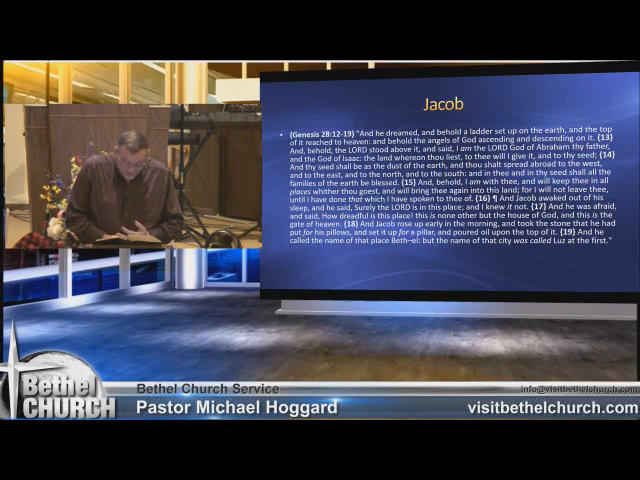 Jacob
• (Genesis 28:12-19) "And he dreamed, and behold a ladder set up on the earth, and the top
of it reached to heaven: and behold the angels of God ascending and descending on it. {13}
And, behold, the LORD stood above it, and said, I am the LORD God of Abraham thy father,
and the God of Isaac: the land whereon thou liest, to thee will I give it, and to thy seed; {14}
And thy seed shall be as the dust of the earth, and thou shalt spread abroad to the west,
and to the east, and to the north, and to the south: and in thee and in thy seed shall all the
families of the earth be blessed. {15} And, behold, I am with thee, and will keep thee in all
places whither thou goest, and will bring thee again into this land; for I will not leave thee,
until I have done that which I have spoken to thee of. {16} ¶ And Jacob awaked out of his
sleep, and he said, Surely the LORD is in this place; and I knew it not. {17} And he was afraid,
and said, How dreadful is this place! this is none other but the house of God, and this is the
gate of heaven. {18} And Jacob rose up early in the morning, and took the stone that he had
put for his pillows, and set it up for a pillar, and poured oil upon the top of it. {19} And he
called the name of that place Beth–el: but the name of that city was called Luz at the first."
Bethel
CHURCH
Bethel Church Service
info@visitbethelchurch.com
Pastor Michael Hoggard
visitbethelchurch.com